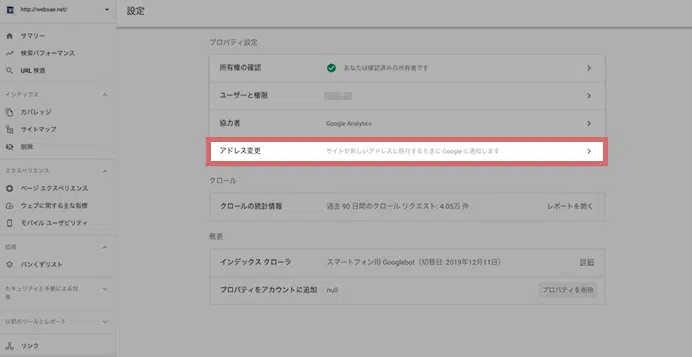 http://websae.net/
設定
サマリー
検索パフォーマンス
URL 検査
インデックス
カバレッジ
サイトマップ
削除
エクスペリエンス
ページ エクスペリエンス
ウェブに関する主な指標
モバイル ユーザビリティ
拡張
パンくずリスト
セキュリティと手動による対策
以前のツールとレポート
リンク
プロパティ設定
所有権の確認 あなたは確認済みの所有者です
ユーザーと権限
協力者 Google Analytics
アドレス変更 サイトが新しいアドレスに移行するときに Google に通知します
クロール
クロールの統計情報 過去 90 日間のクロール リクエスト: 4.05万 件 レポートを開く
概要
インデックス クローラ スマートフォン用 Googlebot（切替日: 2019年12月11日） 詳細
プロパティをアカウントに追加 null プロパティを削除